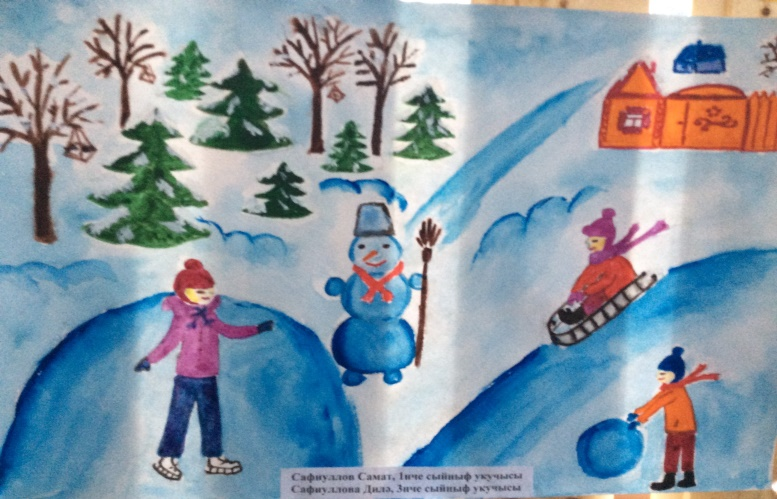 Сафиуллов Самат, 1нче сыйныф укучысы
Сафиуллова Дилә, 3нче сыйныф укучысы